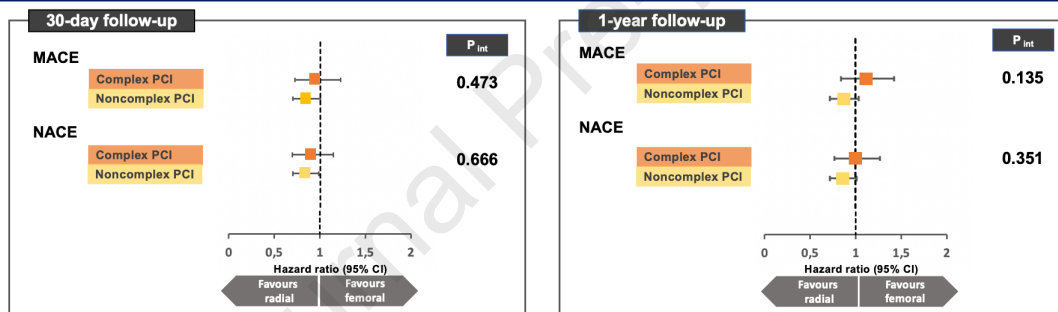 30-day follow-up
P int
MACE
Complex PCI
0.473
Noncomplex PCI
NACE
Complex PCI
0.666
Noncomplex PCI
0 0,5 1 1,5 2
Hazard ratio (95% CI)
Favours radial
Favours femoral
1-year follow-up
P int
MACE
Complex PCI
0.135
Noncomplex PCI
NACE
Complex PCI
0.351
Noncomplex PCI
0 0,5 1 1,5 2
Hazard ratio (95% CI)
Favours radial
Favours femoral